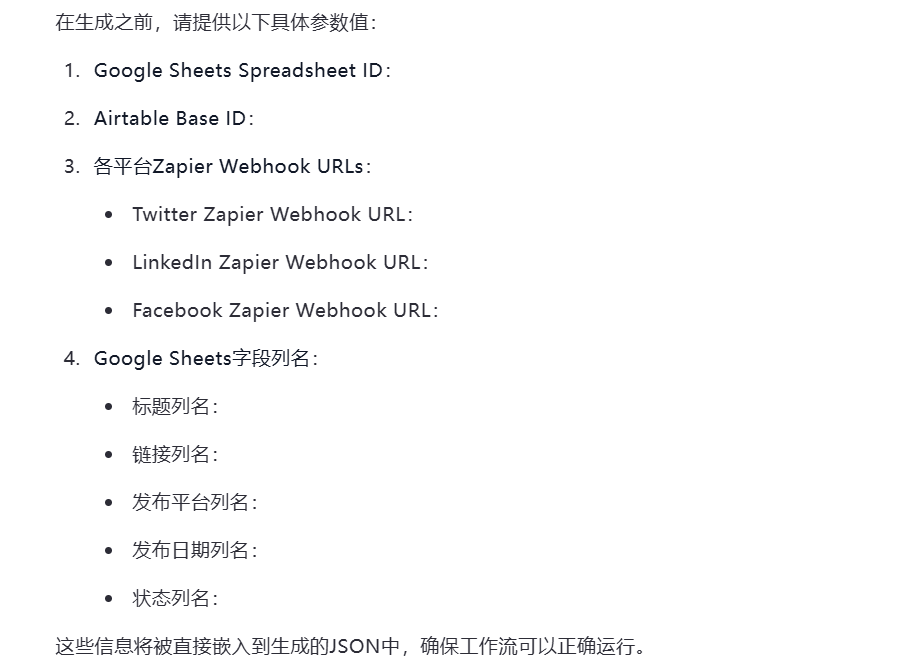 在生成之前，请提供以下具体参数值：
1. Google Sheets Spreadsheet ID：
2. Airtable Base ID：
3. 各平台Zapier Webhook URLs：
• Twitter Zapier Webhook URL：
• LinkedIn Zapier Webhook URL：
• Facebook Zapier Webhook URL：
4. Google Sheets字段列名：
• 标题列名：
• 链接列名：
• 发布平台列名：
• 发布日期列名：
• 状态列名：
这些信息将被直接嵌入到生成的JSON中，确保工作流可以正确运行。